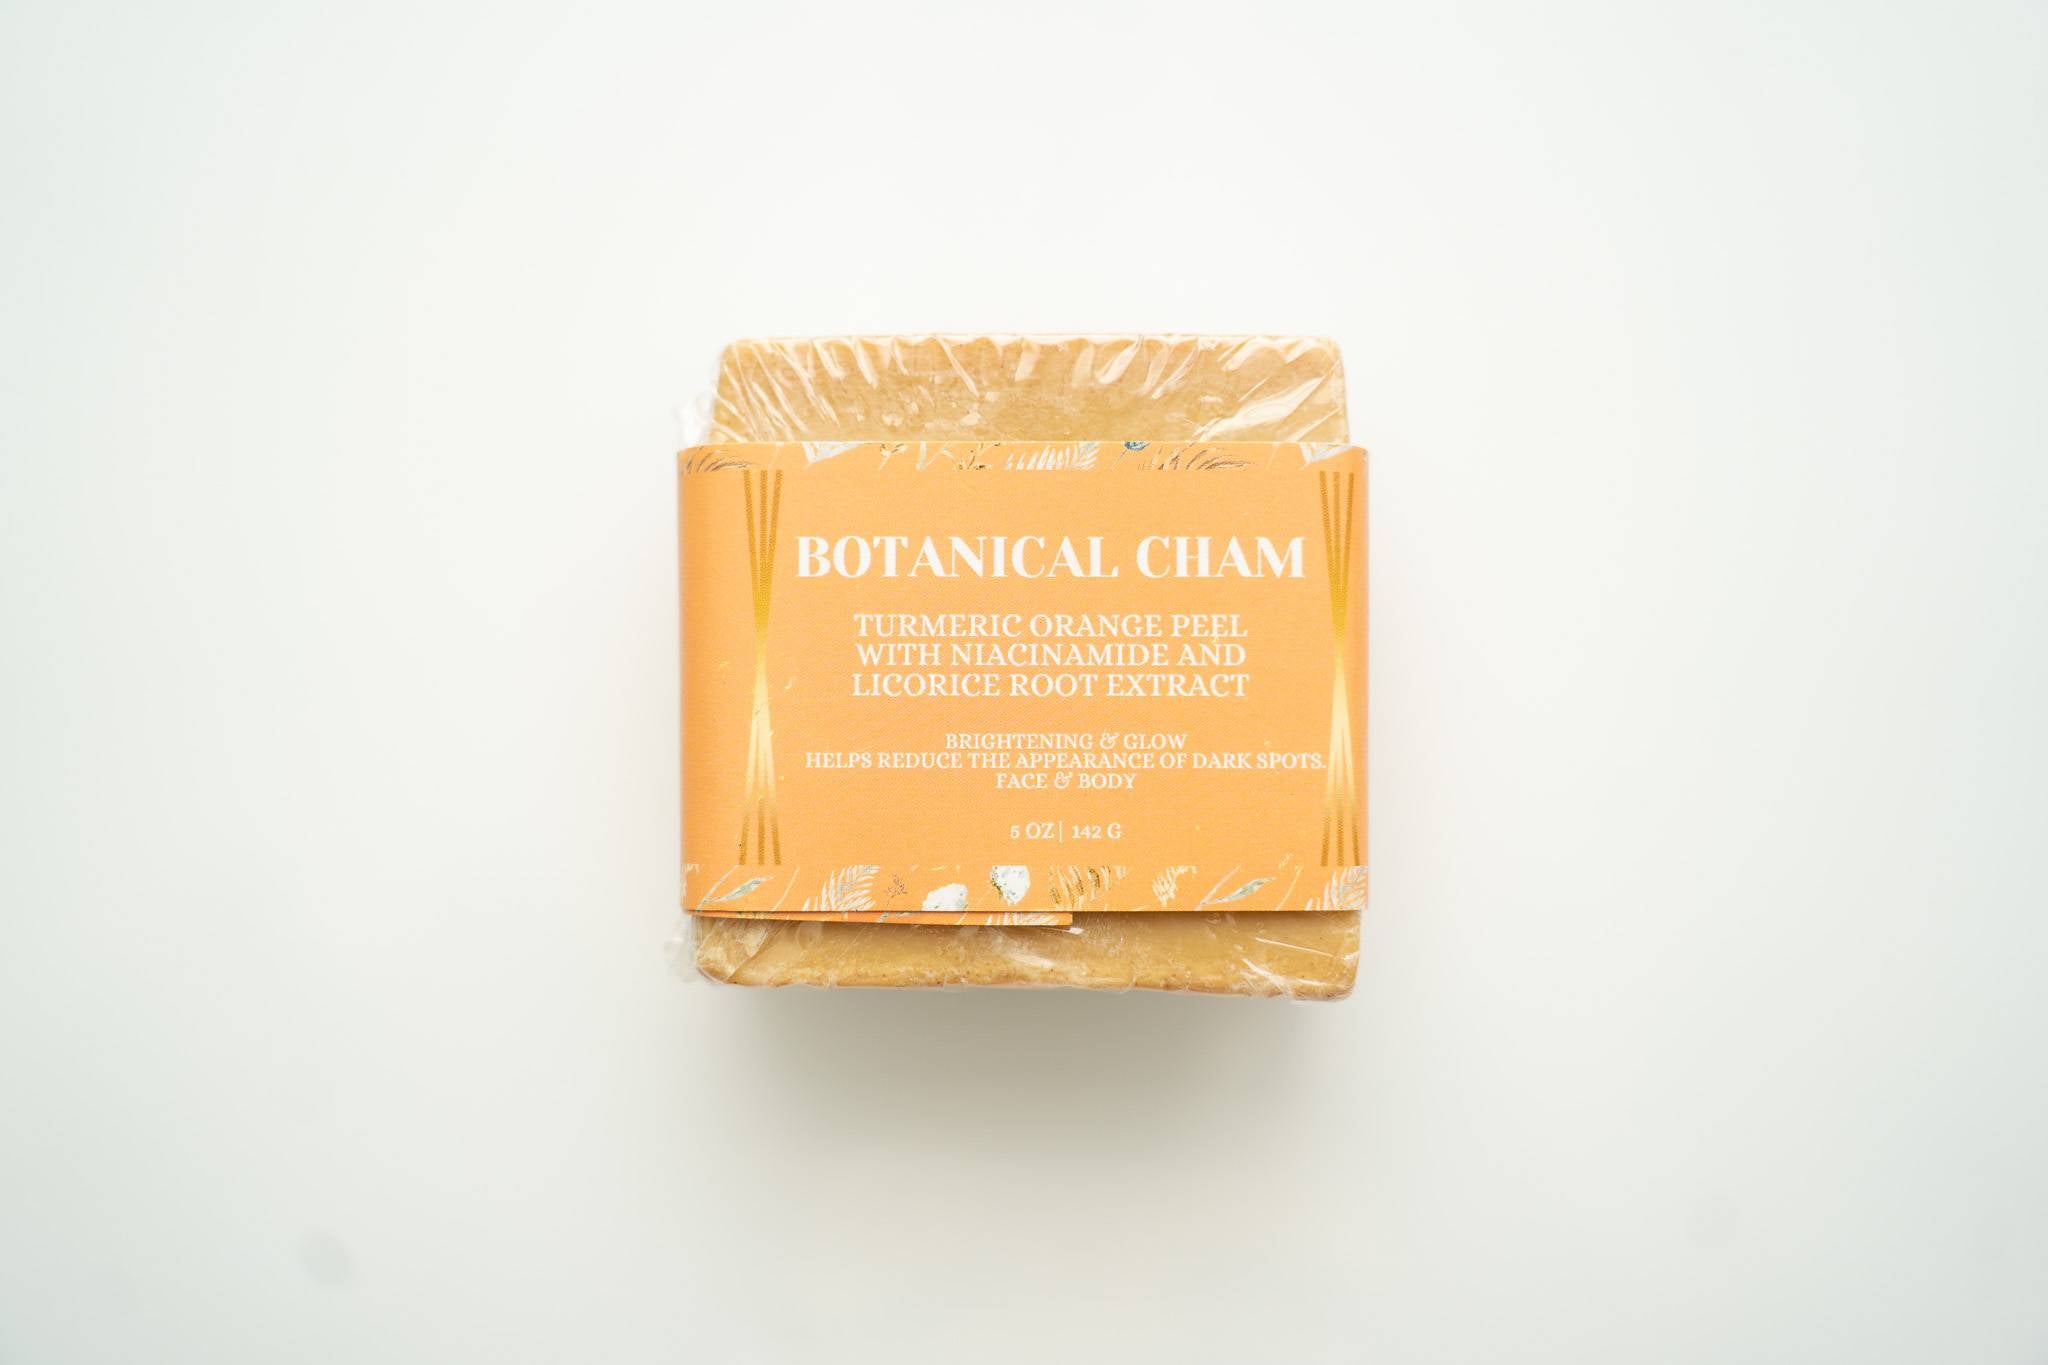 BOTANICAL CHAM
TURMERIC ORANGE PEEL
WITH NIACINAMIDE AND
LICORICE ROOT EXTRACT
BRIGHTENING & GLOW
HELPS REDUCE THE APPEARANCE OF DARK SPOTS.
FACE & BODY
5 OZ| 142 G